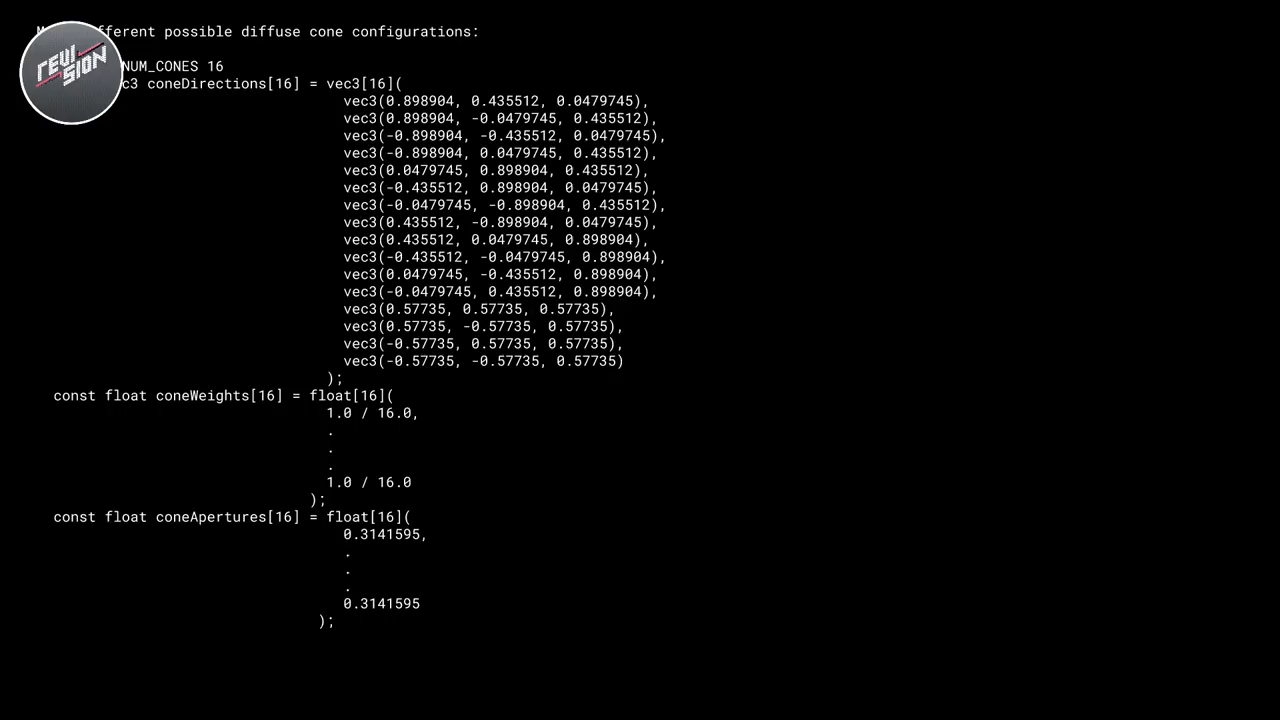 fferent possible diffuse cone configurations:
REVISION
NUM_CONES 16
c3 coneDirections[16] = vec3[16](
vec3(0.898904, 0.435512, 0.0479745),
vec3(0.898904, -0.0479745, 0.435512),
vec3(-0.898904, -0.435512, 0.0479745),
vec3(-0.898904, 0.0479745, 0.435512),
vec3(0.0479745, 0.898904, 0.435512),
vec3(-0.435512, 0.898904, 0.0479745),
vec3(-0.0479745, -0.898904, 0.435512),
vec3(0.435512, -0.898904, 0.0479745),
vec3(0.435512, 0.0479745, 0.898904),
vec3(-0.435512, -0.0479745, 0.898904),
vec3(0.0479745, -0.435512, 0.898904),
vec3(-0.0479745, 0.435512, 0.898904),
vec3(0.57735, 0.57735, 0.57735),
vec3(0.57735, -0.57735, 0.57735),
vec3(-0.57735, 0.57735, 0.57735),
vec3(-0.57735, -0.57735, 0.57735)
);
const float coneWeights[16] = float[16](
1.0 / 16.0,
.
.
.
1.0 / 16.0
);
const float coneApertures[16] = float[16](
0.3141595,
.
.
.
0.3141595
);